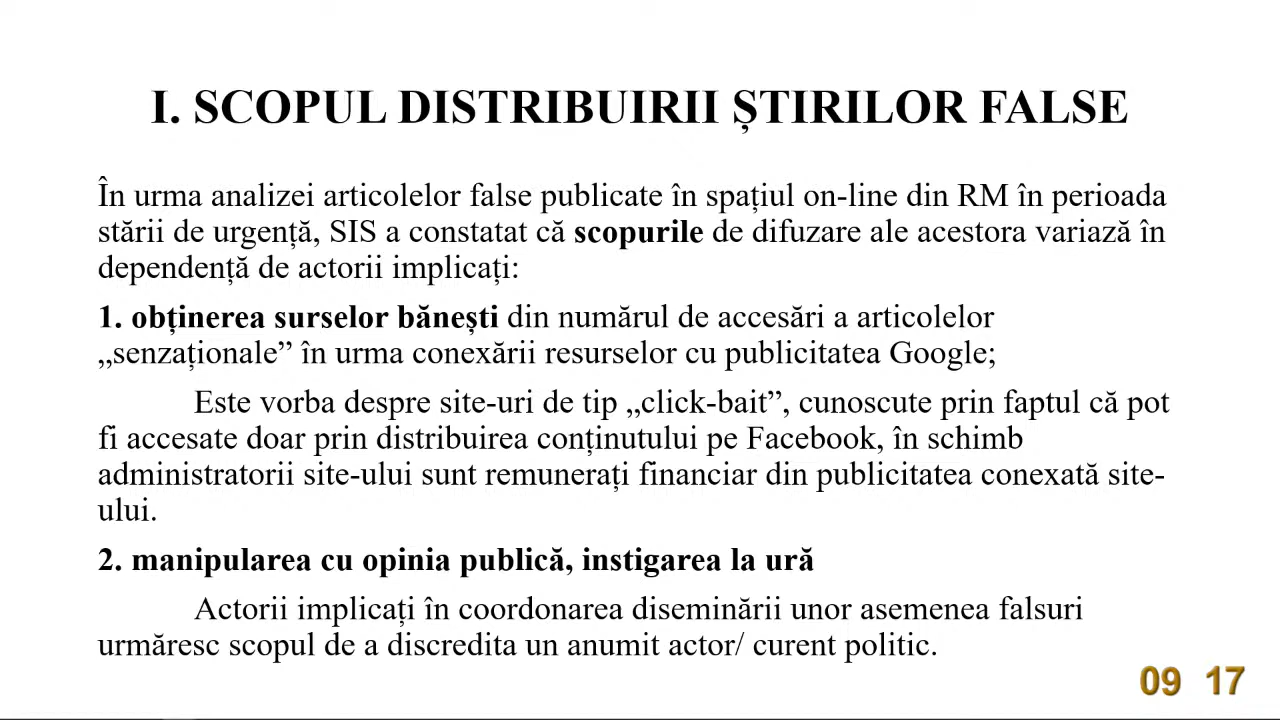 I. SCOPUL DISTRIBUIRII ȘTIRILOR FALSE
În urma analizei articolelor false publicate în spațiul on-line din RM în perioada
stării de urgență, SIS a constatat că scopurile de difuzare ale acestora variază în
dependență de actorii implicați:
1. obținerea surselor bănești din numărul de accesări a articolelor
„senzaționale” în urma conexării resurselor cu publicitatea Google;
Este vorba despre site-uri de tip „click-bait”, cunoscute prin faptul că pot
fi accesate doar prin distribuirea conținutului pe Facebook, în schimb
administratorii site-ului sunt remunerați financiar din publicitatea conexată site-
ului.
2. manipularea cu opinia publică, instigarea la ură
Actorii implicați în coordonarea diseminării unor asemenea falsuri
urmăresc scopul de a discredita un anumit actor/ curent politic.
09 17